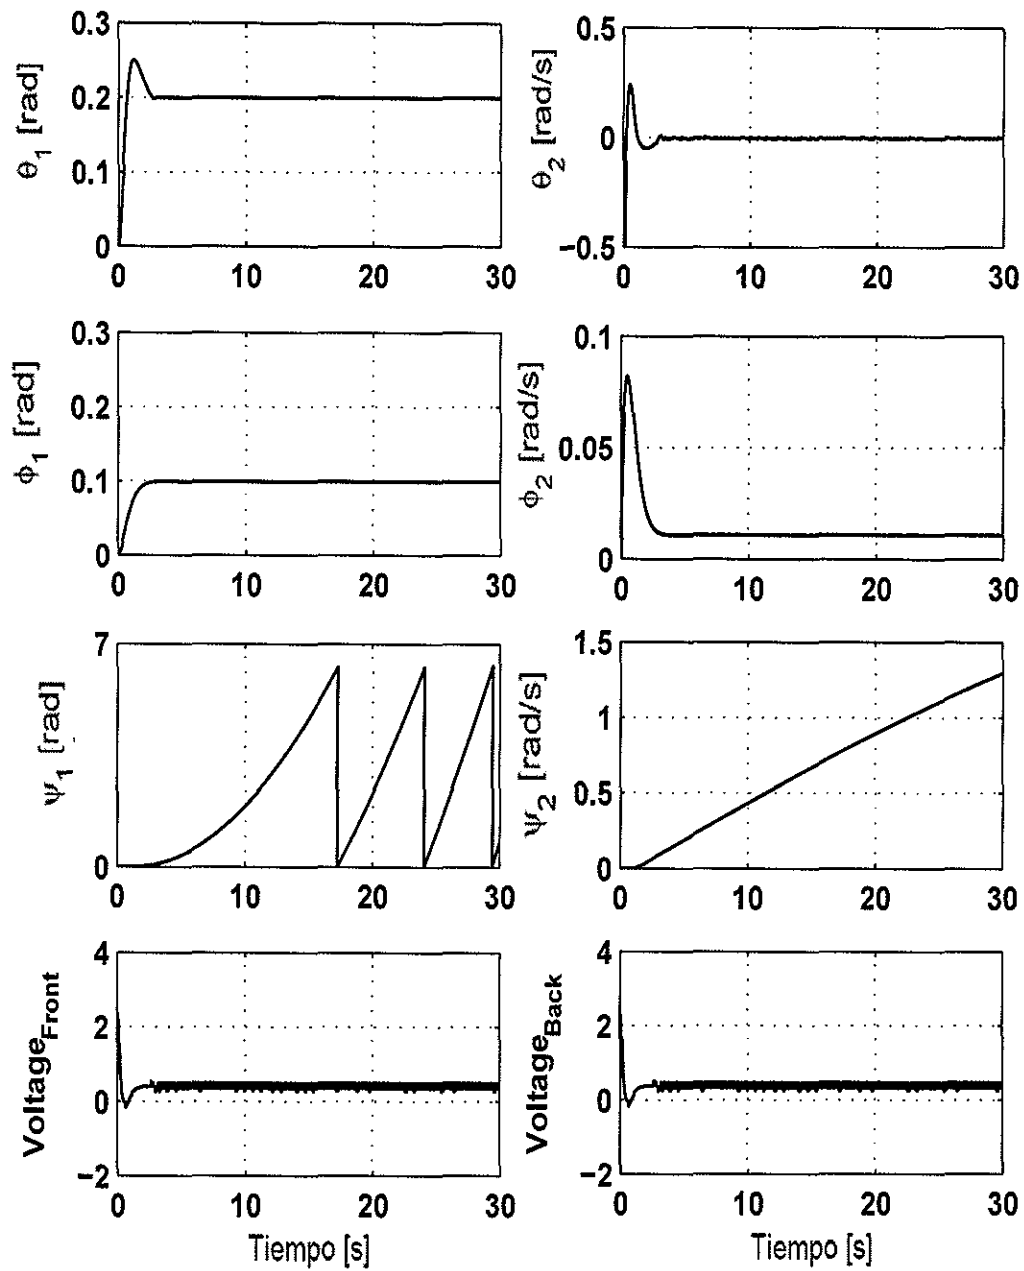 0.3
0.2
0.1
0
θ1 [rad]
0 10 20 30
0.5
0
−0.5
θ2 [rad/s]
0 10 20 30
0.3
0.2
0.1
0
ϕ1 [rad]
0 10 20 30
0.1
0.05
0
ϕ2 [rad/s]
0 10 20 30
7
0
ψ1 [rad]
0 10 20 30
1.5
1
0.5
0
ψ2 [rad/s]
0 10 20 30
4
2
0
−2
VoltageFront
0 10 20 30
Tiempo [s]
4
2
0
−2
VoltageBack
0 10 20 30
Tiempo [s]